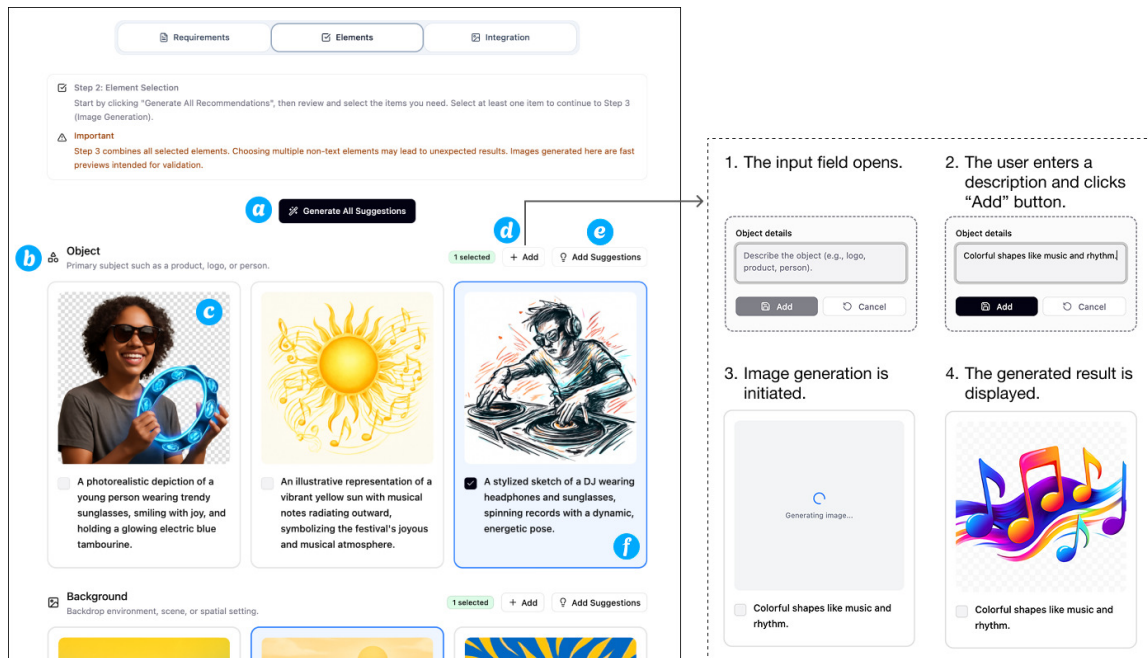 Requirements
Elements
Integration
Step 2: Element Selection
Start by clicking "Generate All Recommendations", then review and select the items you need. Select at least one item to continue to Step 3
(Image Generation).
Important
Step 3 combines all selected elements. Choosing multiple non-text elements may lead to unexpected results. Images generated here are fast
previews intended for validation.
a
Generate All Suggestions
b
Object
Primary subject such as a product, logo, or person.
1 selected
d
+ Add
e
Add Suggestions
c
A photorealistic depiction of a
young person wearing trendy
sunglasses, smiling with joy, and
holding a glowing electric blue
tambourine.
An illustrative representation of a
vibrant yellow sun with musical
notes radiating outward,
symbolizing the festival's joyous
and musical atmosphere.
A stylized sketch of a DJ wearing
headphones and sunglasses,
spinning records with a dynamic,
energetic pose.
f
Background
Backdrop environment, scene, or spatial setting.
1 selected
+ Add
Add Suggestions
1. The input field opens.
Object details
Describe the object (e.g., logo,
product, person).
Add
Cancel
2. The user enters a
description and clicks
“Add” button.
Object details
Colorful shapes like music and rhythm.
Add
Cancel
3. Image generation is
initiated.
Generating image...
Colorful shapes like music and
rhythm.
4. The generated result is
displayed.
Colorful shapes like music and
rhythm.